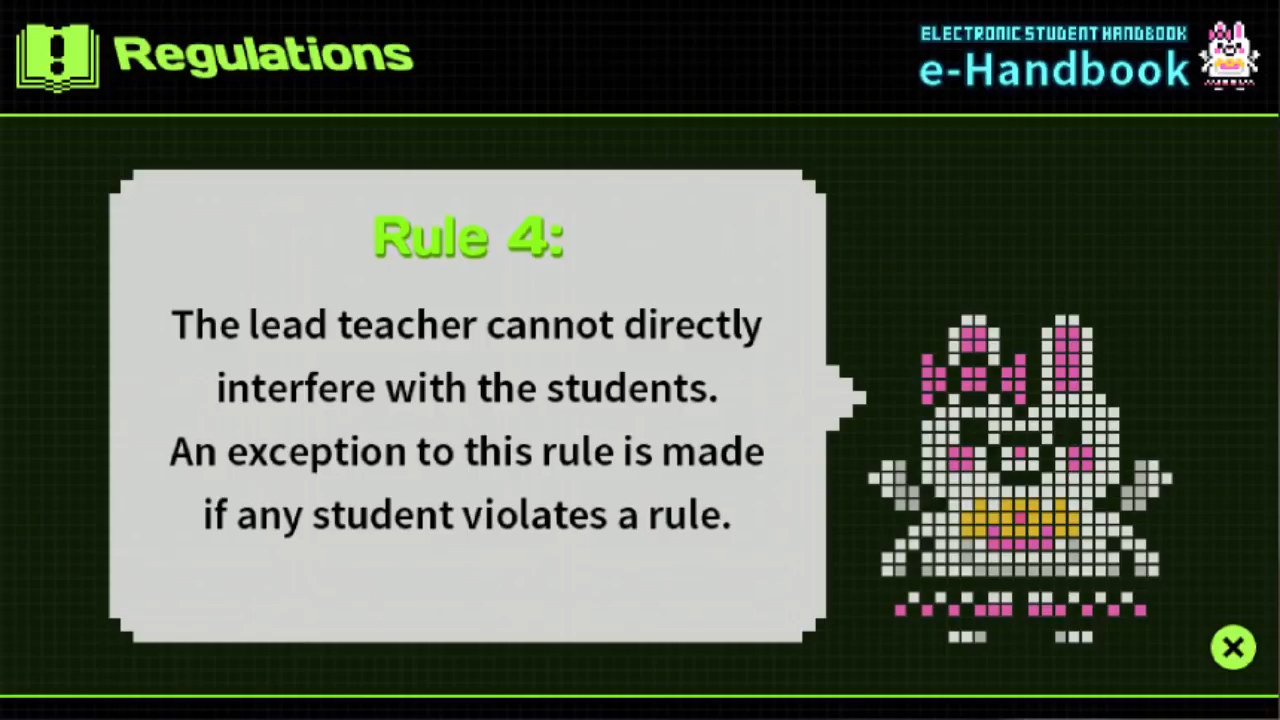 Regulations
ELECTRONIC STUDENT HANDBOOK
e-Handbook
Rule 4:
The lead teacher cannot directly
interfere with the students.
An exception to this rule is made
if any student violates a rule.